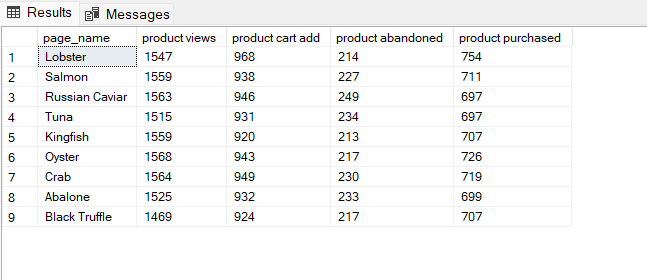 Results Messages
page_name product views product cart add product abandoned product purchased
1 Lobster 1547 968 214 754
2 Salmon 1559 938 227 711
3 Russian Caviar 1563 946 249 697
4 Tuna 1515 931 234 697
5 Kingfish 1559 920 213 707
6 Oyster 1568 943 217 726
7 Crab 1564 949 230 719
8 Abalone 1525 932 233 699
9 Black Truffle 1469 924 217 707